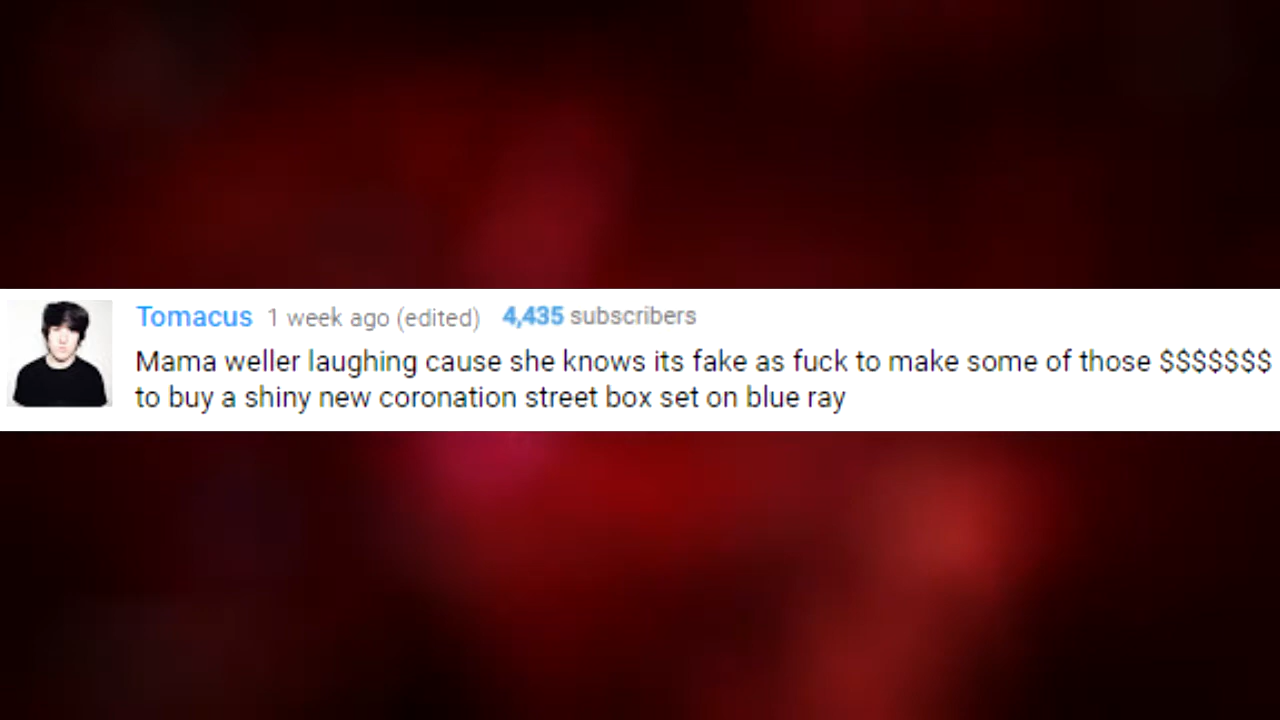 Tomacus 1 week ago (edited) 4,435 subscribers
Mama weller laughing cause she knows its fake as fuck to make some of those $$$$$$$
to buy a shiny new coronation street box set on blue ray